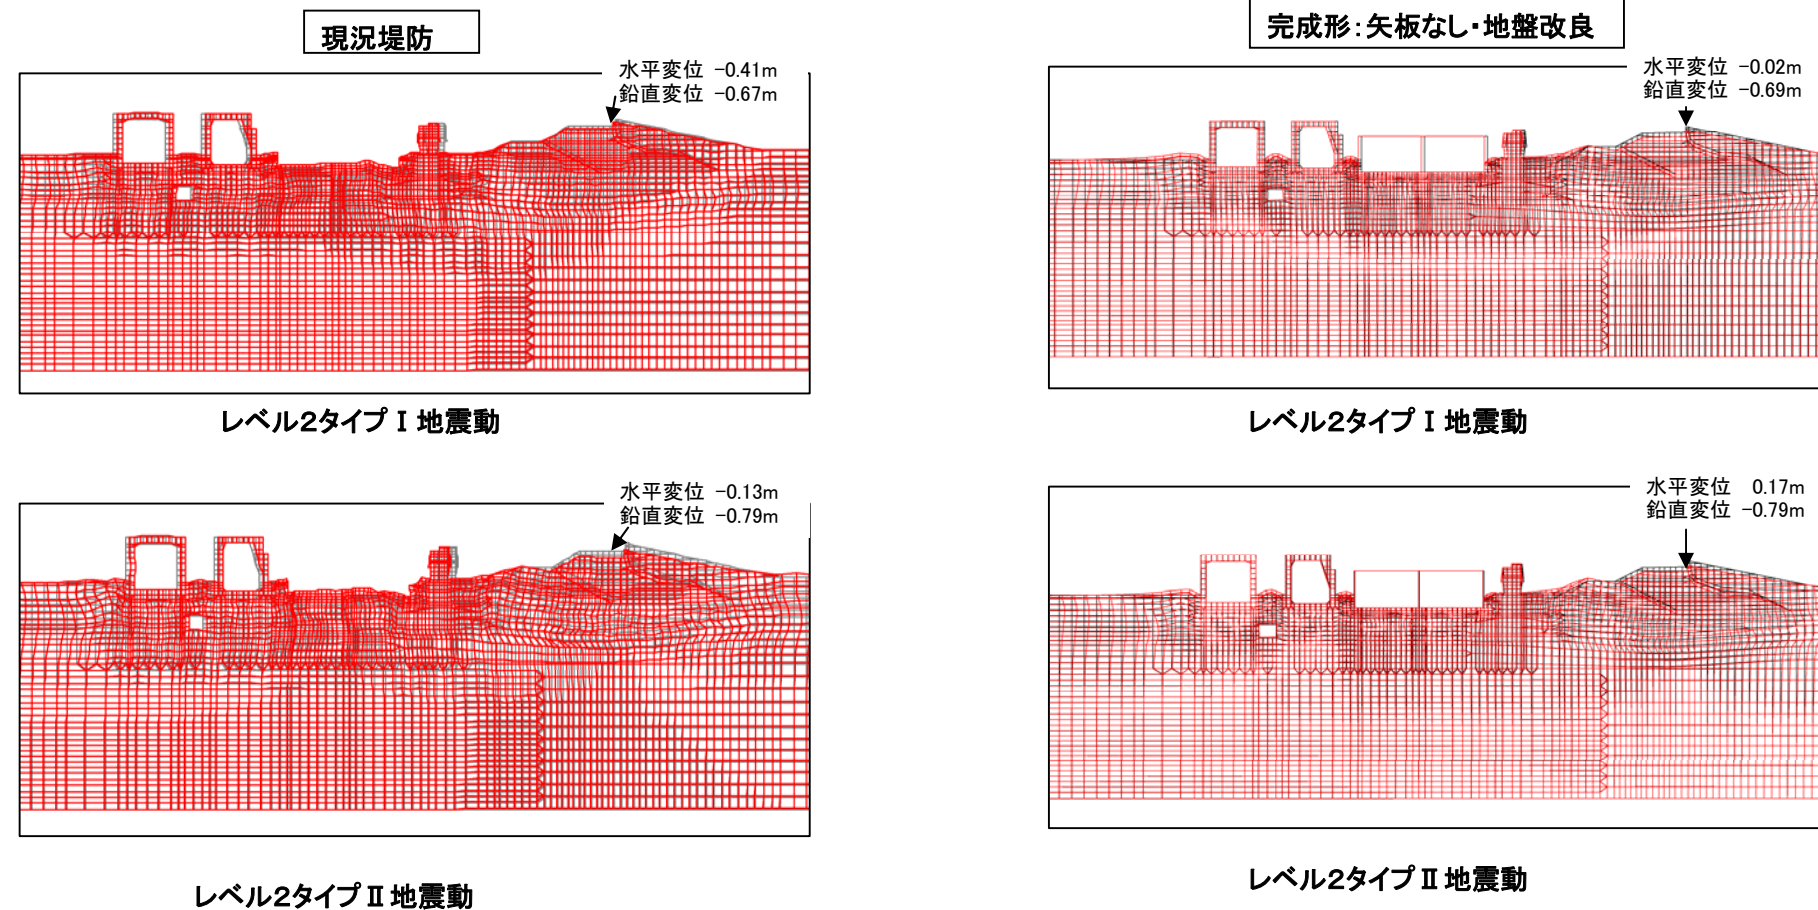 現況堤防
水平変位 -0.41m
鉛直変位 -0.67m
レベル2タイプⅠ地震動
水平変位 -0.13m
鉛直変位 -0.79m
レベル2タイプⅡ地震動
完成形:矢板なし・地盤改良
水平変位 -0.02m
鉛直変位 -0.69m
レベル2タイプⅠ地震動
水平変位 0.17m
鉛直変位 -0.79m
レベル2タイプⅡ地震動